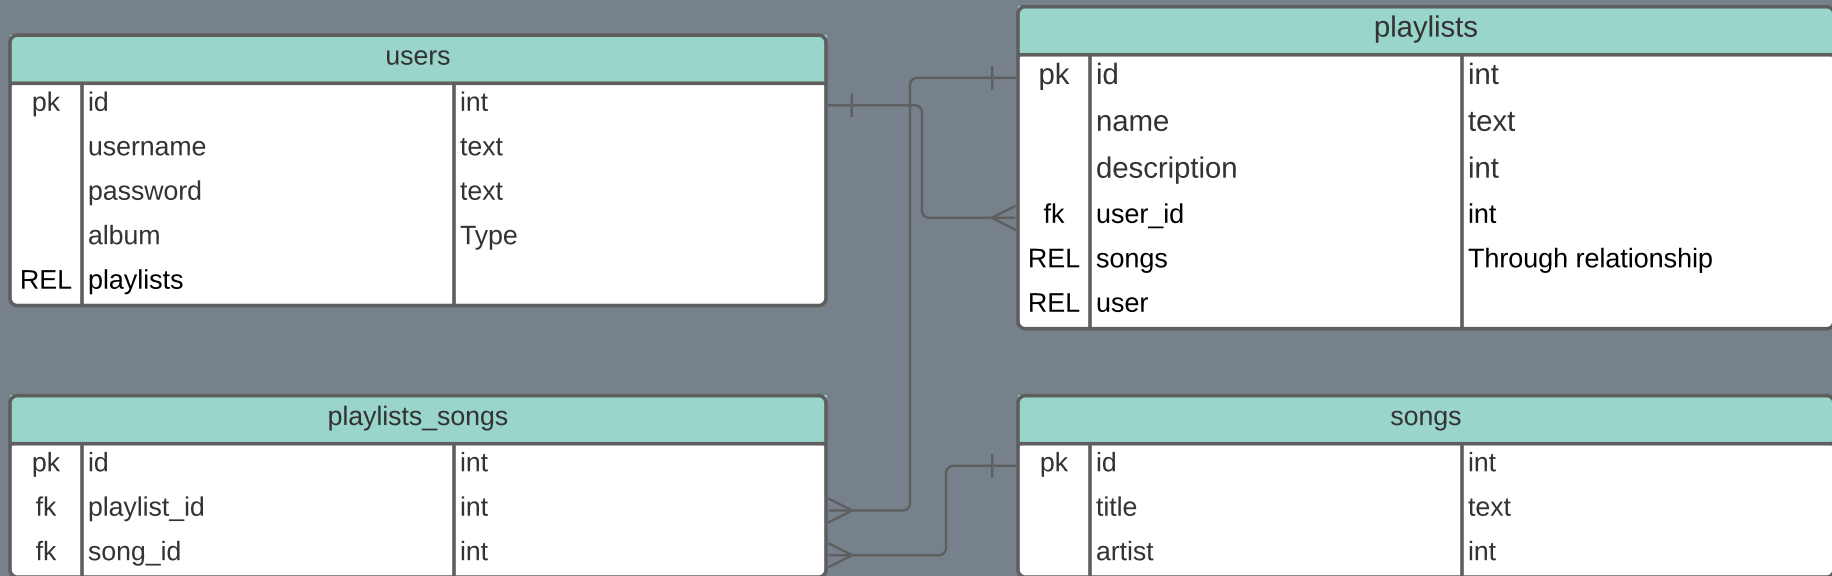 users
pk id int
username text
password text
album Type
REL playlists
playlists
pk id int
name text
description int
fk user_id int
REL songs Through relationship
REL user
playlists_songs
pk id int
fk playlist_id int
fk song_id int
songs
pk id int
title text
artist int